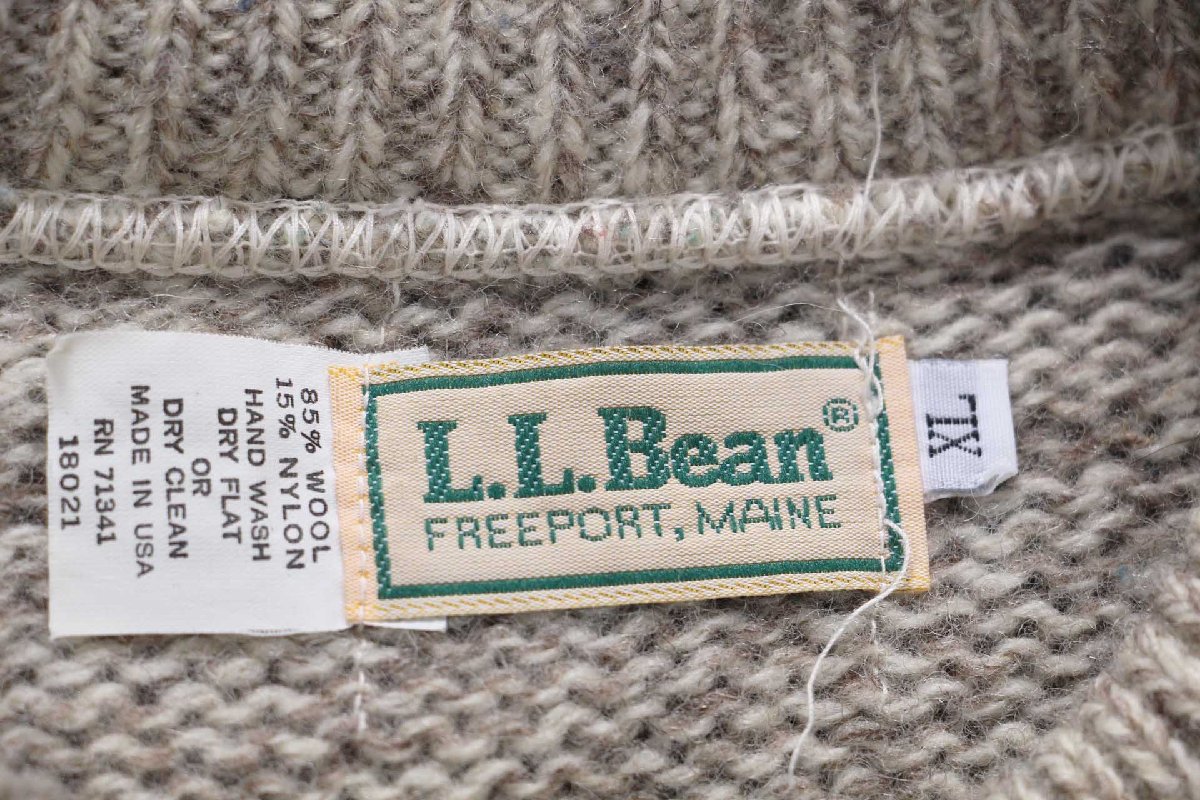 85% WOOL
15% NYLON
HAND WASH
DRY FLAT
OR
DRY CLEAN
MADE IN USA
RN 71341
18021
L.L.Bean®
FREEPORT, MAINE
XL